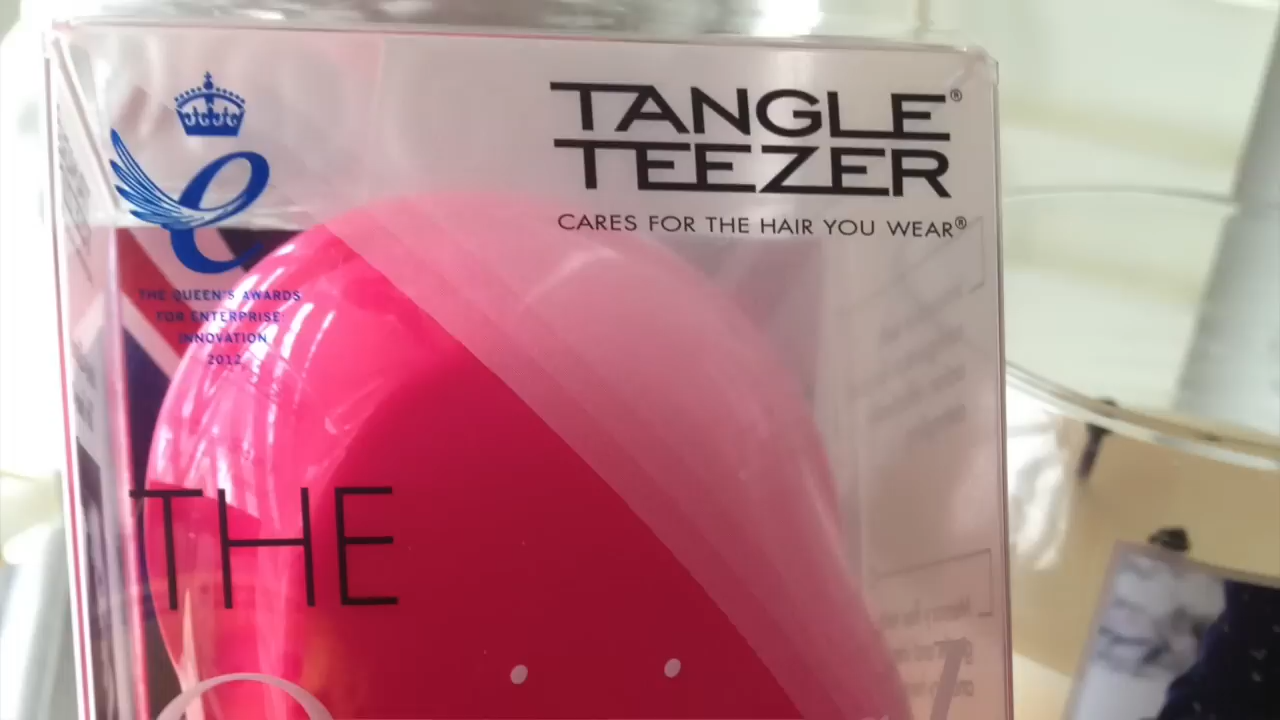 TANGLE®
TEEZER
CARES FOR THE HAIR YOU WEAR®
e
THE QUEEN'S AWARDS
FOR ENTERPRISE:
INNOVATION
2012
THE